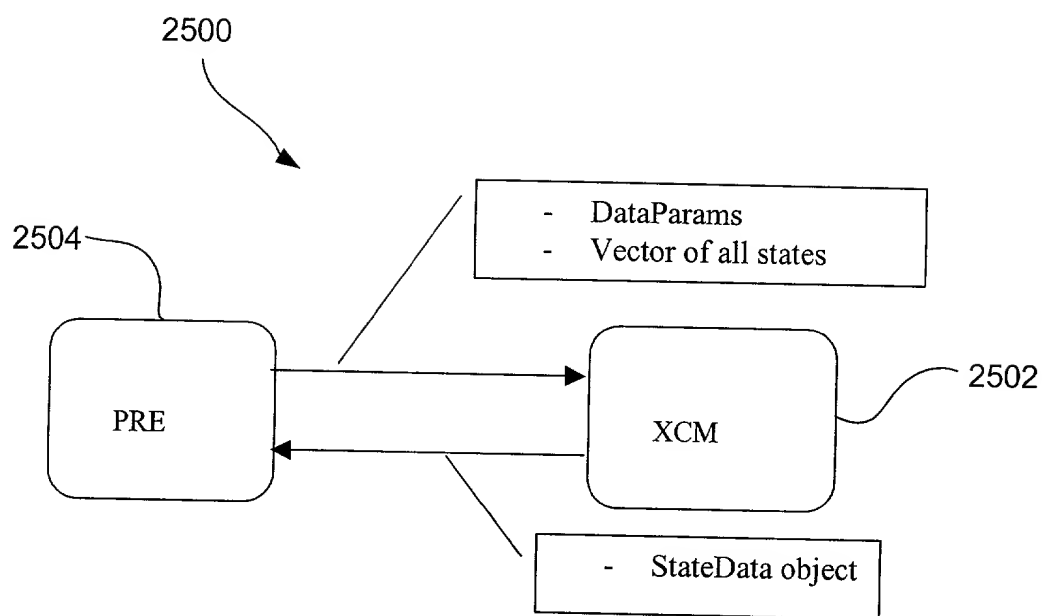 2500
- DataParams
- Vector of all states
2504
2502
PRE
XCM
- StateData object